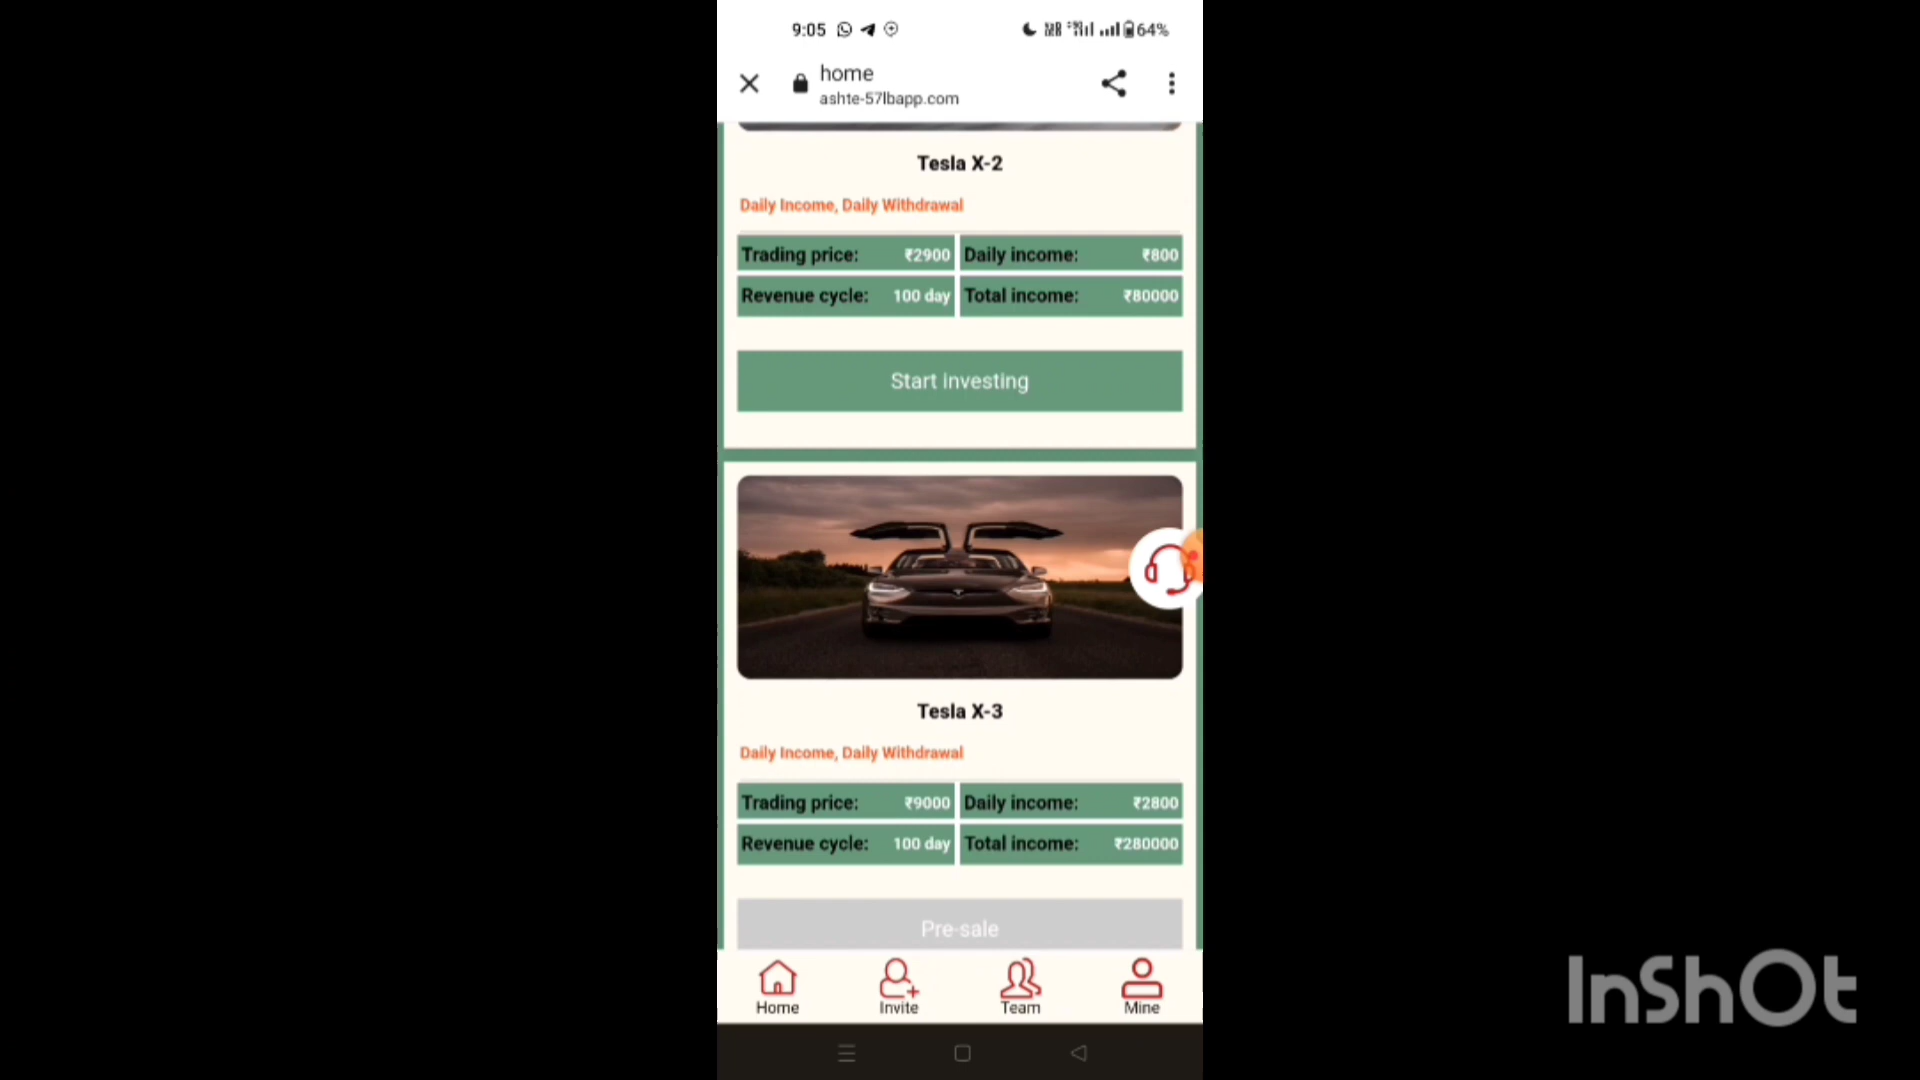 9:05
64%
home
ashte-57lbapp.com
Tesla X-2
Daily Income, Daily Withdrawal
Trading price: ₹2900 Daily income: ₹800
Revenue cycle: 100 day Total income: ₹80000
Start investing
Tesla X-3
Daily Income, Daily Withdrawal
Trading price: ₹9000 Daily income: ₹2800
Revenue cycle: 100 day Total income: ₹280000
Pre-sale
Home Invite Team Mine
InShOt